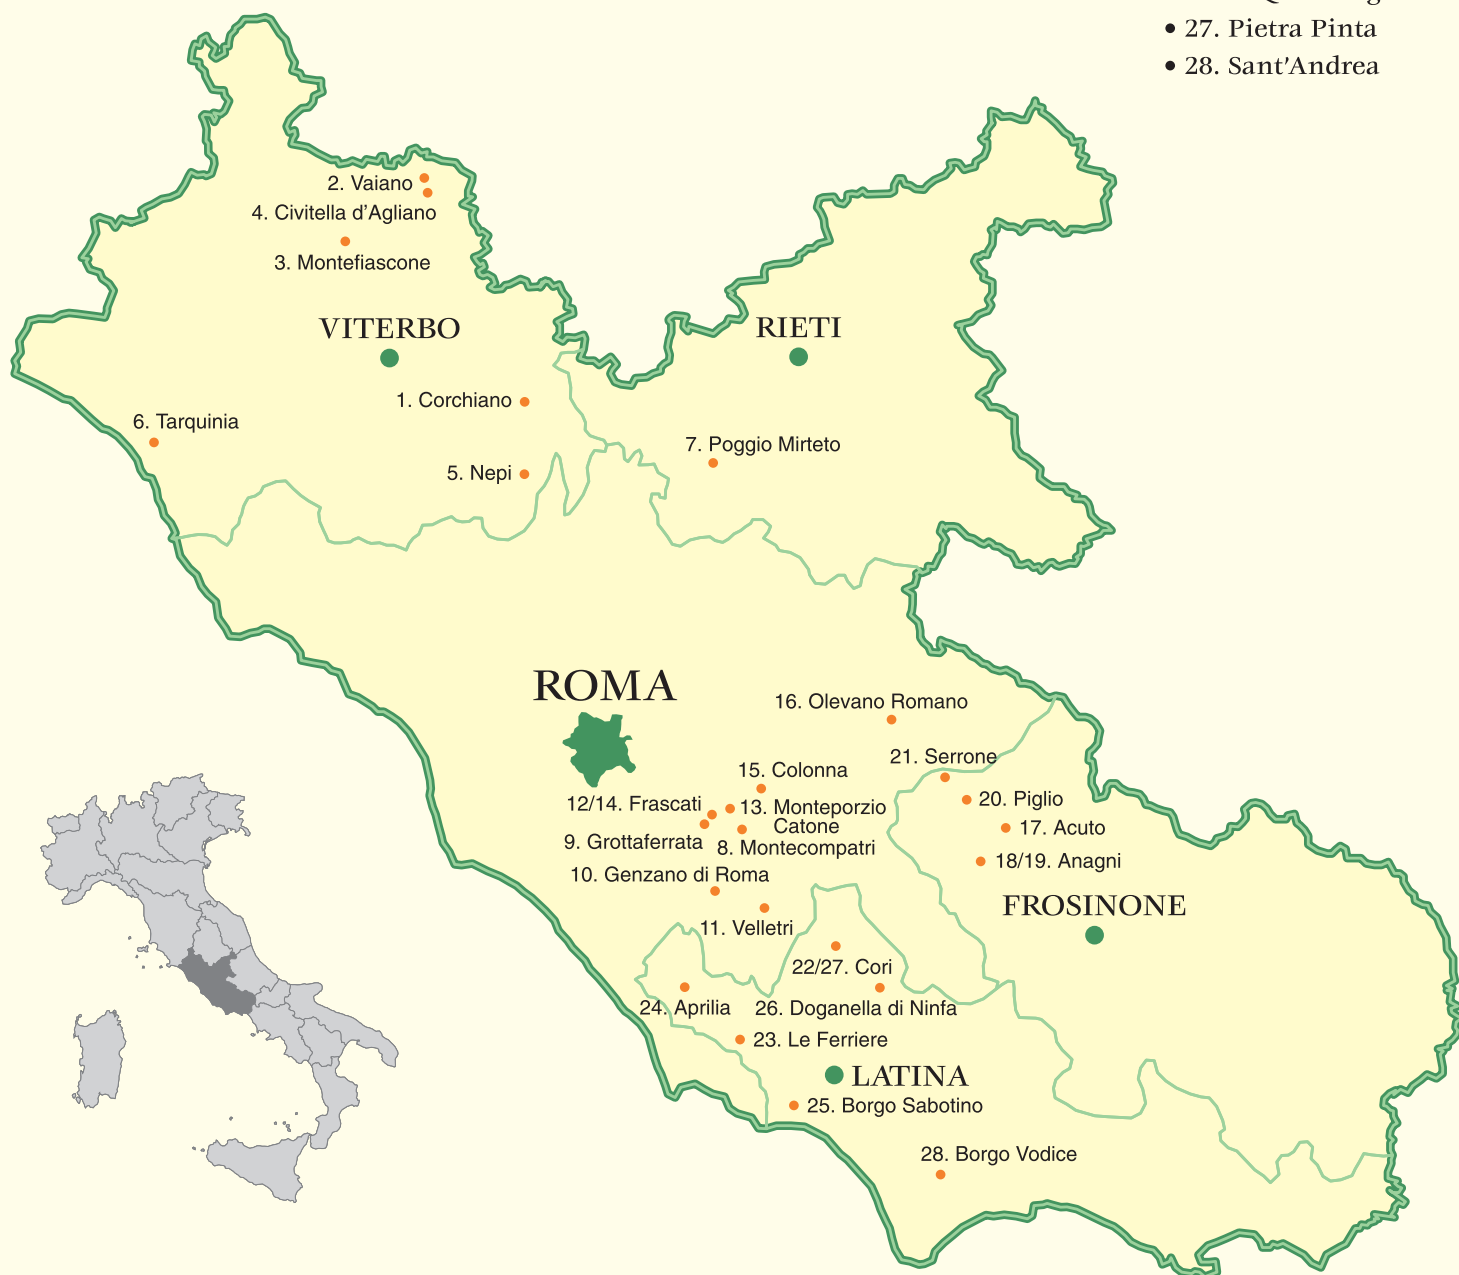 • 27. Pietra Pinta
• 28. Sant'Andrea
2. Vaiano
4. Civitella d'Agliano
3. Montefiascone
VITERBO
RIETI
1. Corchiano
6. Tarquinia
7. Poggio Mirteto
5. Nepi
ROMA
16. Olevano Romano
21. Serrone
15. Colonna
20. Piglio
12/14. Frascati
13. Monteporzio
Catone
17. Acuto
9. Grottaferrata
8. Montecompatri
18/19. Anagni
10. Genzano di Roma
FROSINONE
11. Velletri
22/27. Cori
24. Aprilia
26. Doganella di Ninfa
23. Le Ferriere
LATINA
25. Borgo Sabotino
28. Borgo Vodice